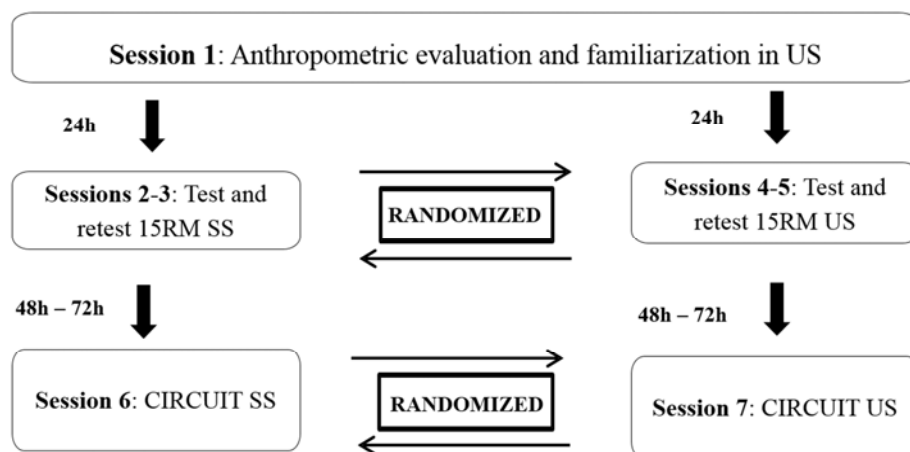 Session 1: Anthropometric evaluation and familiarization in US
24h
24h
Sessions 2-3: Test and
retest 15RM SS
RANDOMIZED
Sessions 4-5: Test and
retest 15RM US
48h – 72h
48h – 72h
Session 6: CIRCUIT SS
RANDOMIZED
Session 7: CIRCUIT US